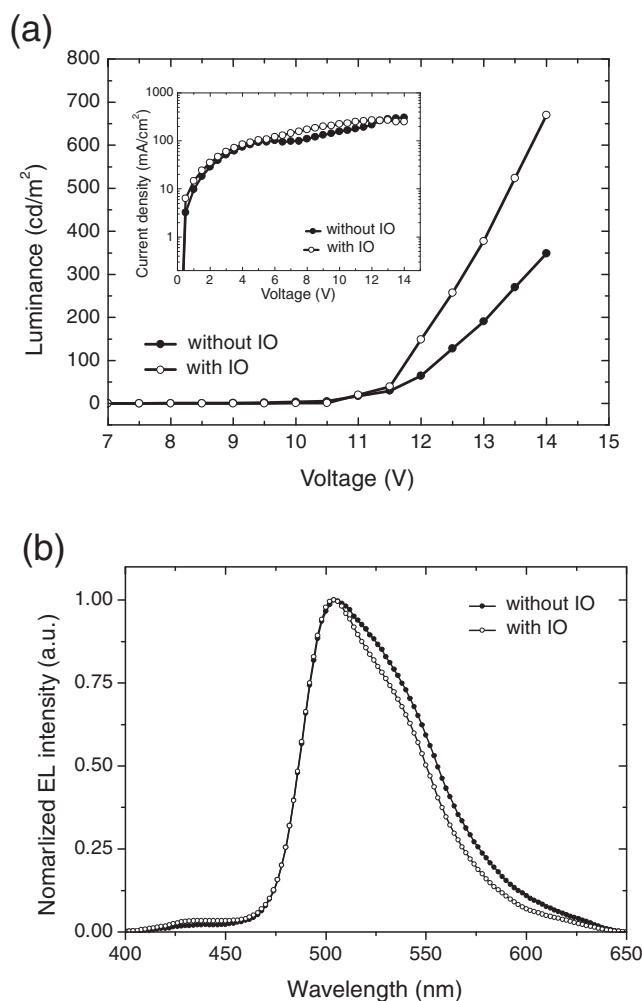 (a)
800
700
600
500
400
300
200
100
0
Luminance (cd/m²)
7 8 9 10 11 12 13 14 15
Voltage (V)
without IO
with IO
1000
100
10
1
Current density (mA/cm²)
0 2 4 6 8 10 12 14
Voltage (V)
without IO
with IO
(b)
1.00
0.75
0.50
0.25
0.00
Nomarlized EL intensity (a.u.)
without IO
with IO
400 450 500 550 600 650
Wavelength (nm)